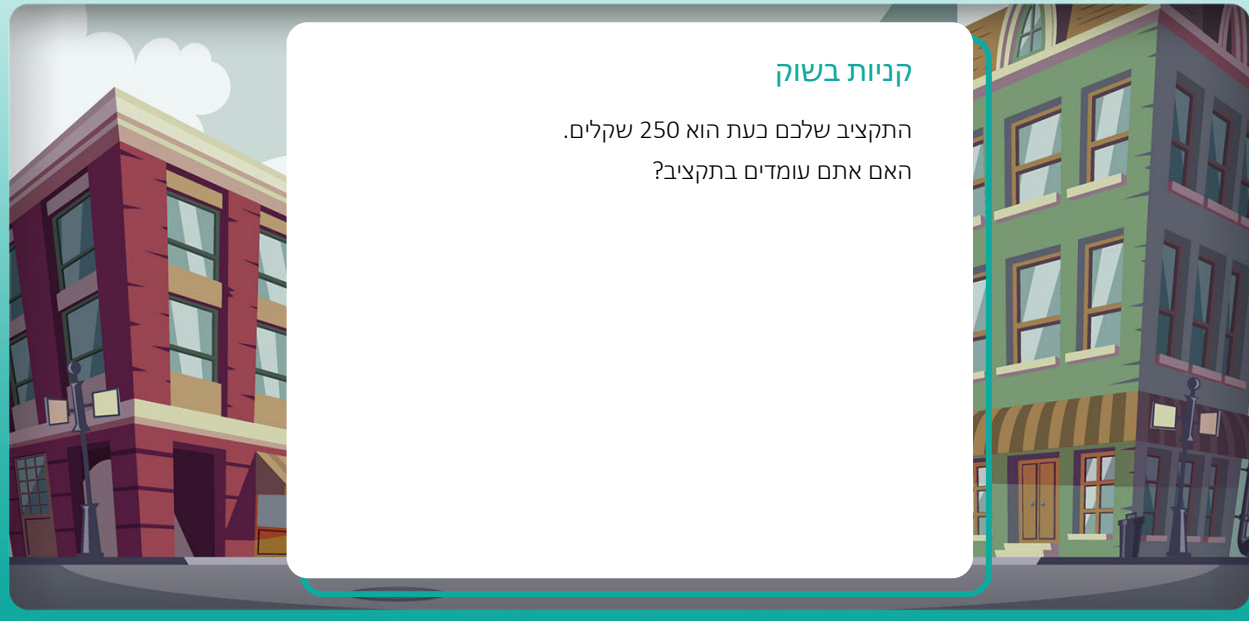 קניות בשוק
התקציב שלכם כעת הוא 250 שקלים.
האם אתם עומדים בתקציב?